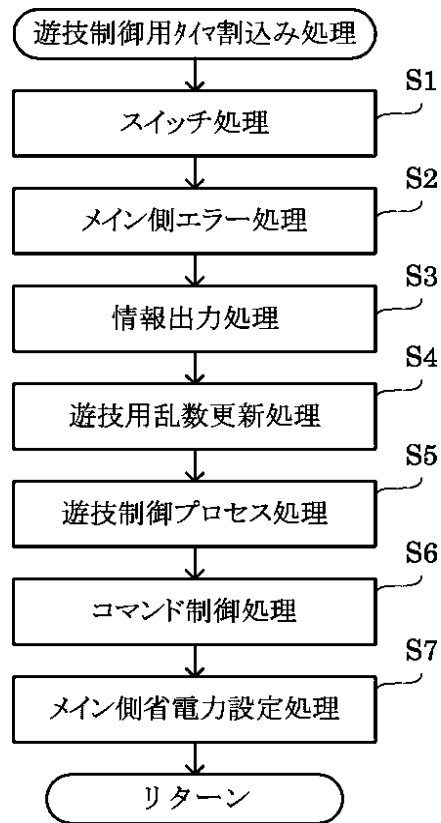 遊技制御用タイマ割込み処理
S1
スイッチ処理
S2
メイン側エラー処理
S3
情報出力処理
S4
遊技用乱数更新処理
S5
遊技制御プロセス処理
S6
コマンド制御処理
S7
メイン側省電力設定処理
リターン